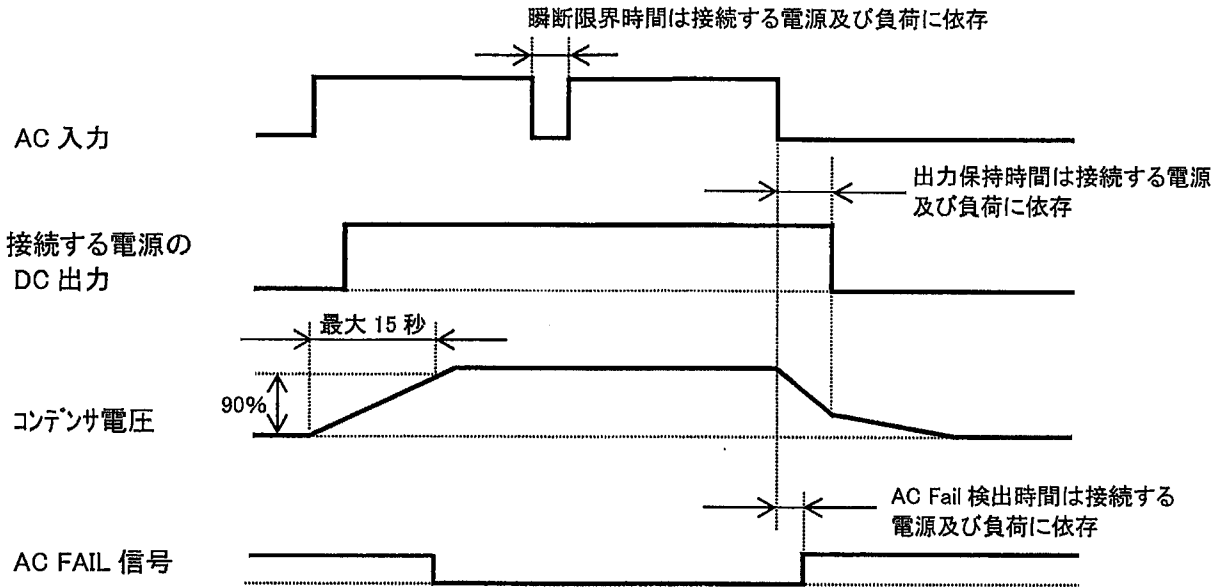 瞬断限界時間は接続する電源及び負荷に依存
AC 入力
出力保持時間は接続する電源
及び負荷に依存
接続する電源の
DC 出力
最大 15 秒
90%
コンデンサ電圧
AC Fail 検出時間は接続する
電源及び負荷に依存
AC FAIL 信号